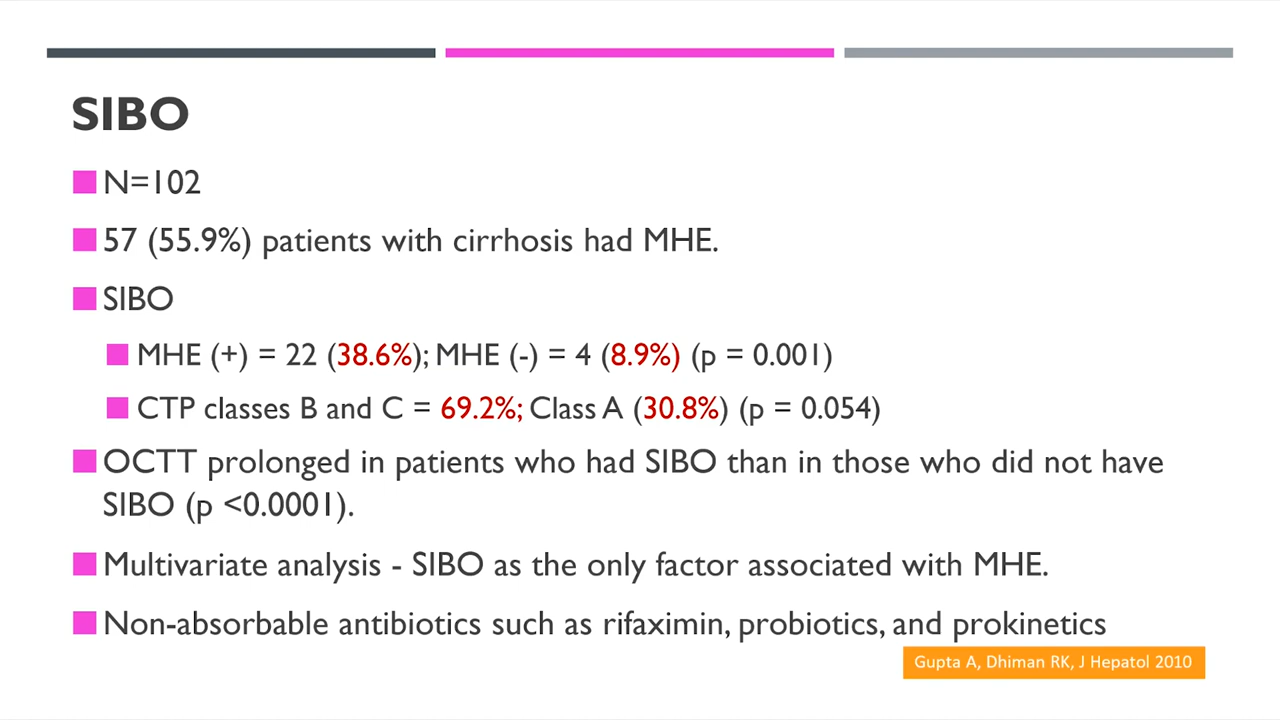 SIBO
N=102
57 (55.9%) patients with cirrhosis had MHE.
SIBO
MHE (+) = 22 (38.6%); MHE (-) = 4 (8.9%) (p = 0.001)
CTP classes B and C = 69.2%; Class A (30.8%) (p = 0.054)
OCTT prolonged in patients who had SIBO than in those who did not have
SIBO (p <0.0001).
Multivariate analysis - SIBO as the only factor associated with MHE.
Non-absorbable antibiotics such as rifaximin, probiotics, and prokinetics
Gupta A, Dhiman RK, J Hepatol 2010